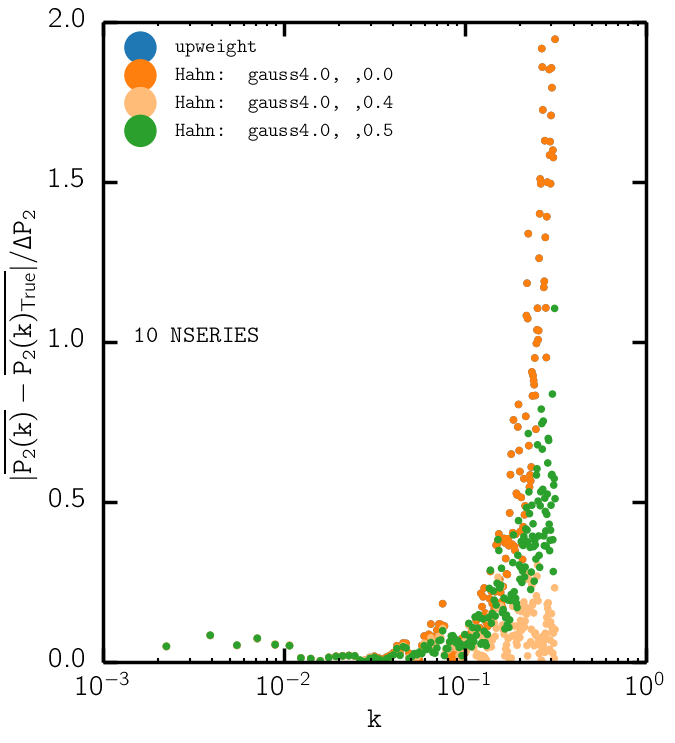 2.0
upweight
Hahn: gauss4.0, ,0.0
Hahn: gauss4.0, ,0.4
Hahn: gauss4.0, ,0.5
1.5
1.0
10 NSERIES
0.5
0.0
|P₂(k) − P₂(k)True|/ΔP₂
10⁻³ 10⁻² 10⁻¹ 10⁰
k